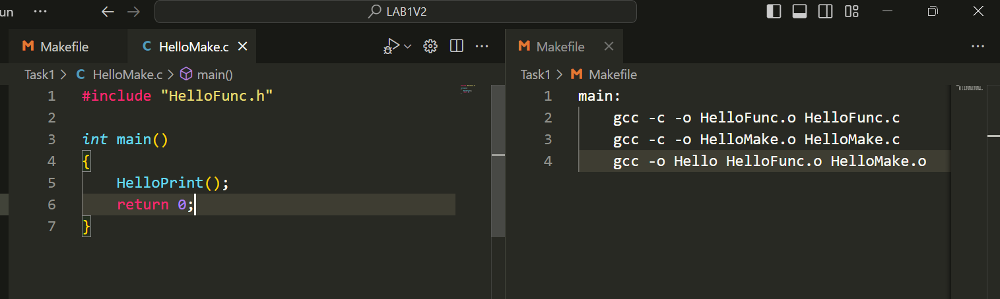 un ··· ← → LAB1V2
M Makefile C HelloMake.c ×
Task1 > C HelloMake.c > main()
1 #include "HelloFunc.h"
2
3 int main()
4 {
5     HelloPrint();
6     return 0;
7 }
M Makefile ×
Task1 > M Makefile
1 main:
2     gcc -c -o HelloFunc.o HelloFunc.c
3     gcc -c -o HelloMake.o HelloMake.c
4     gcc -o Hello HelloFunc.o HelloMake.o